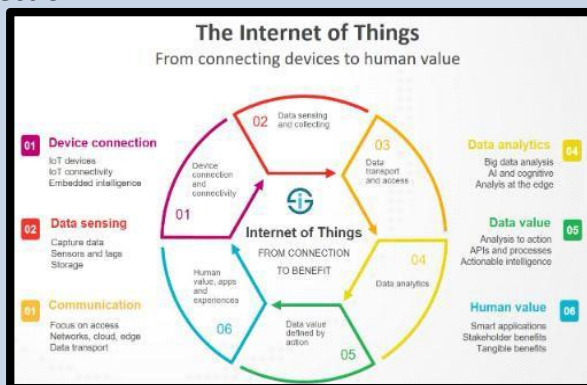 The Internet of Things
From connecting devices to human value
01 Device connection
IoT devices
IoT connectivity
Embedded intelligence
02 Data sensing
Capture data
Sensors and tags
Storage
01 Communication
Focus on access
Networks, cloud, edge
Data transport
02 Data sensing
and collecting
03
Data
transport
and access
Device
connection
and
connectivity
01
Internet of Things
FROM CONNECTION
TO BENEFIT
04
Data analytics
Human
value, apps
and
experiences
06
Data value
defined by
action
05
Data analytics 04
Big data analysis
AI and cognitive
Analyis at the edge
Data value 05
Analysis to action
APIs and processes
Actionable intelligence
Human value 06
Smart applications
Stakeholder benefits
Tangible benefits